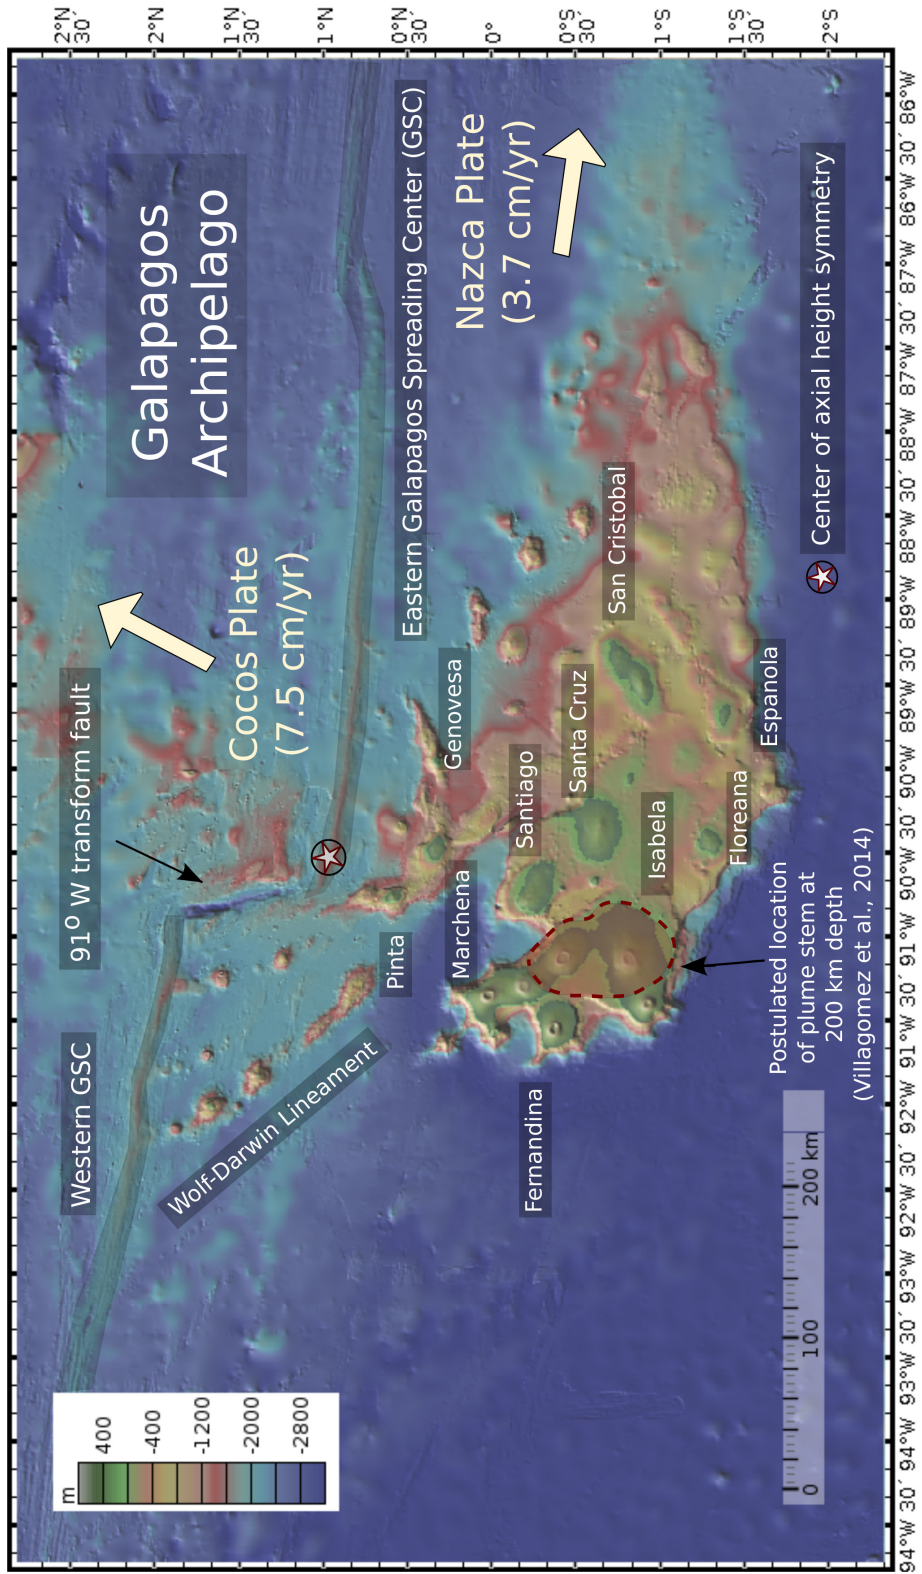 Galapagos
Archipelago
Western GSC
91° W transform fault
Cocos Plate
(7.5 cm/yr)
Wolf-Darwin Lineament
Eastern Galapagos Spreading Center (GSC)
Nazca Plate
(3.7 cm/yr)
Pinta
Marchena
Genovesa
Fernandina
Santiago
Santa Cruz
San Cristobal
Isabela
Floreana
Espanola
Postulated location
of plume stem at
200 km depth
(Villagomez et al., 2014)
Center of axial height symmetry
m
400
-400
-1200
-2000
-2800
0 100 200 km
2°N 30'
2°N
1°N 30'
1°N
0°N 30'
0°
0°S 30'
1°S
1°S 30'
2°S
94°W 30' 94°W 93°W 30' 93°W 92°W 30' 92°W 91°W 30' 91°W 90°W 30' 90°W 89°W 30' 89°W 88°W 30' 88°W 87°W 30' 87°W 86°W 30' 86°W